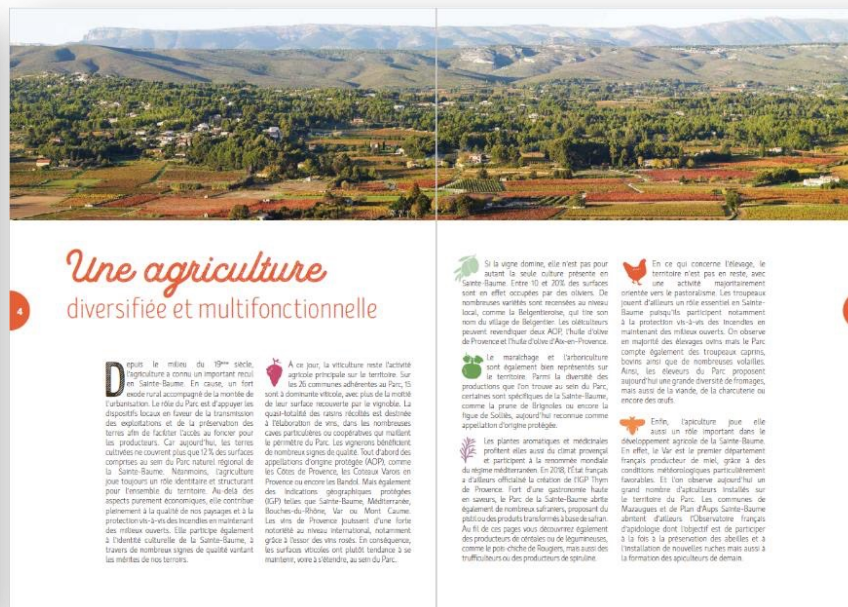 Une agriculture
diversifiée et multifonctionnelle
4
Depuis le milieu du 19ème siècle,
l'agriculture a connu un important recul
en Sainte-Baume. En cause, un fort
exode rural accompagné de la montée de
l'urbanisation. Le rôle du Parc est d'appuyer les
dispositifs locaux en faveur de la transmission
des exploitations et de la préservation des
terres afin de faciliter l'accès au foncier pour
les producteurs. Car aujourd'hui, les terres
cultivées ne couvrent plus que 12% des surfaces
comprises au sein du Parc naturel régional de
la Sainte-Baume. Néanmoins, l'agriculture
joue toujours un rôle identitaire et structurant
pour l'ensemble du territoire. Au-delà des
aspects purement économiques, elle contribue
pleinement à la qualité de nos paysages et à la
protection vis-à-vis des incendies en maintenant
des milieux ouverts. Elle participe également
à l'identité culturelle de la Sainte-Baume, à
travers de nombreux signes de qualité vantant
les mérites de nos terroirs.
A ce jour, la viticulture reste l'activité
agricole principale sur le territoire. Sur
les 26 communes adhérentes au Parc, 15
sont à dominante viticole, avec plus de la moitié
de leur surface recouverte par le vignoble. La
quasi-totalité des raisins récoltés est destinée
à l'élaboration de vins, dans les nombreuses
caves particulières ou coopératives qui maillent
le périmètre du Parc. Les vignerons bénéficient
de nombreux signes de qualité. Tout d'abord des
appellations d'origine protégée (AOP), comme
les Côtes de Provence, les Coteaux Varois en
Provence ou encore les Bandol. Mais également
des indications géographiques protégées
(IGP) telles que Sainte-Baume, Méditerranée,
Bouches-du-Rhône, Var ou Mont Caume.
Les vins de Provence jouissent d'une forte
notoriété au niveau international, notamment
grâce à l'essor des vins rosés. En conséquence,
les surfaces viticoles ont plutôt tendance à se
maintenir, voire à s'étendre, au sein du Parc.
Si la vigne domine, elle n'est pas pour
autant la seule culture présente en
Sainte-Baume. Entre 10 et 20% des surfaces
sont en effet occupées par des oliviers. De
nombreuses variétés sont recensées au niveau
local, comme la Belgentieroise, qui tire son
nom du village de Belgentier. Les oléiculteurs
peuvent revendiquer deux AOP, l'huile d'olive
de Provence et l'huile d'olive d'Aix-en-Provence.
Le maraîchage et l'arboriculture
sont également bien représentés sur
le territoire. Parmi la diversité des
productions que l'on trouve au sein du Parc,
certaines sont spécifiques de la Sainte-Baume,
comme la prune de Brignoles ou encore la
figue de Solliès, aujourd'hui reconnue comme
appellation d'origine protégée.
Les plantes aromatiques et médicinales
profitent elles aussi du climat provençal
et participent à la renommée mondiale
du régime méditerranéen. En 2018, l'Etat français
a d'ailleurs officialisé la création de l'IGP Thym
de Provence. Fort d'une gastronomie haute
en saveurs, le Parc de la Sainte-Baume abrite
également de nombreux safraniers, proposant du
pistil ou des produits transformés à base de safran.
Au fil de ces pages vous découvrirez également
des producteurs de céréales ou de légumineuses,
comme le pois-chiche de Rougiers, mais aussi des
trufficulteurs ou des producteurs de spiruline.
En ce qui concerne l'élevage, le
territoire n'est pas en reste, avec
une activité majoritairement
orientée vers le pastoralisme. Les troupeaux
jouent d'ailleurs un rôle essentiel en Sainte-
Baume puisqu'ils participent notamment
à la protection vis-à-vis des incendies en
maintenant des milieux ouverts. On observe
en majorité des élevages ovins mais le Parc
compte également des troupeaux caprins,
bovins ainsi que de nombreuses volailles.
Ainsi, les éleveurs du Parc proposent
aujourd'hui une grande diversité de fromages,
mais aussi de la viande, de la charcuterie ou
encore des œufs.
Enfin, l'apiculture joue elle
aussi un rôle important dans le
développement agricole de la Sainte-Baume.
En effet, le Var est le premier département
français producteur de miel, grâce à des
conditions météorologiques particulièrement
favorables. Et l'on observe aujourd'hui un
grand nombre d'apiculteurs installés sur
le territoire du Parc. Les communes de
Mazaugues et de Plan d'Aups Sainte-Baume
abritent d'ailleurs l'Observatoire français
d'apidologie dont l'objectif est de participer
à la fois à la préservation des abeilles et à
l'installation de nouvelles ruches mais aussi à
la formation des apiculteurs de demain.